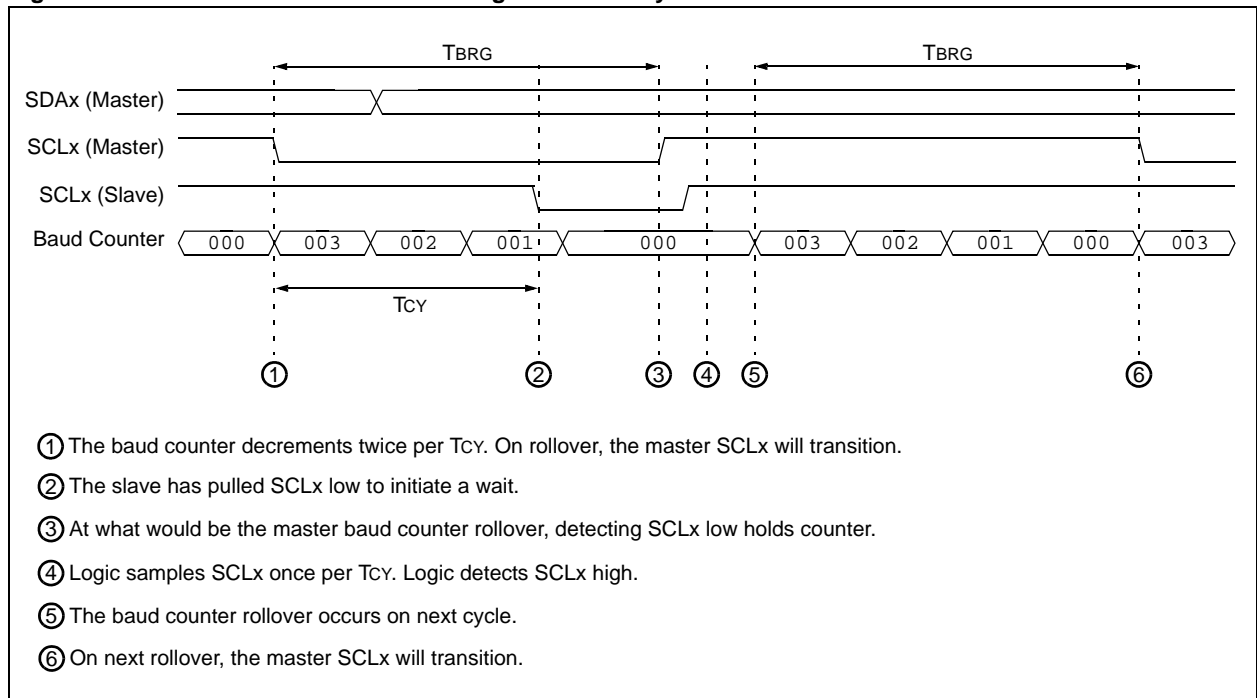 TBRG TBRG
SDAx (Master)
SCLx (Master)
SCLx (Slave)
Baud Counter 000 003 002 001 000 003 002 001 000 003
TCY
1 2 3 4 5 6
1 The baud counter decrements twice per TCY. On rollover, the master SCLx will transition.
2 The slave has pulled SCLx low to initiate a wait.
3 At what would be the master baud counter rollover, detecting SCLx low holds counter.
4 Logic samples SCLx once per TCY. Logic detects SCLx high.
5 The baud counter rollover occurs on next cycle.
6 On next rollover, the master SCLx will transition.